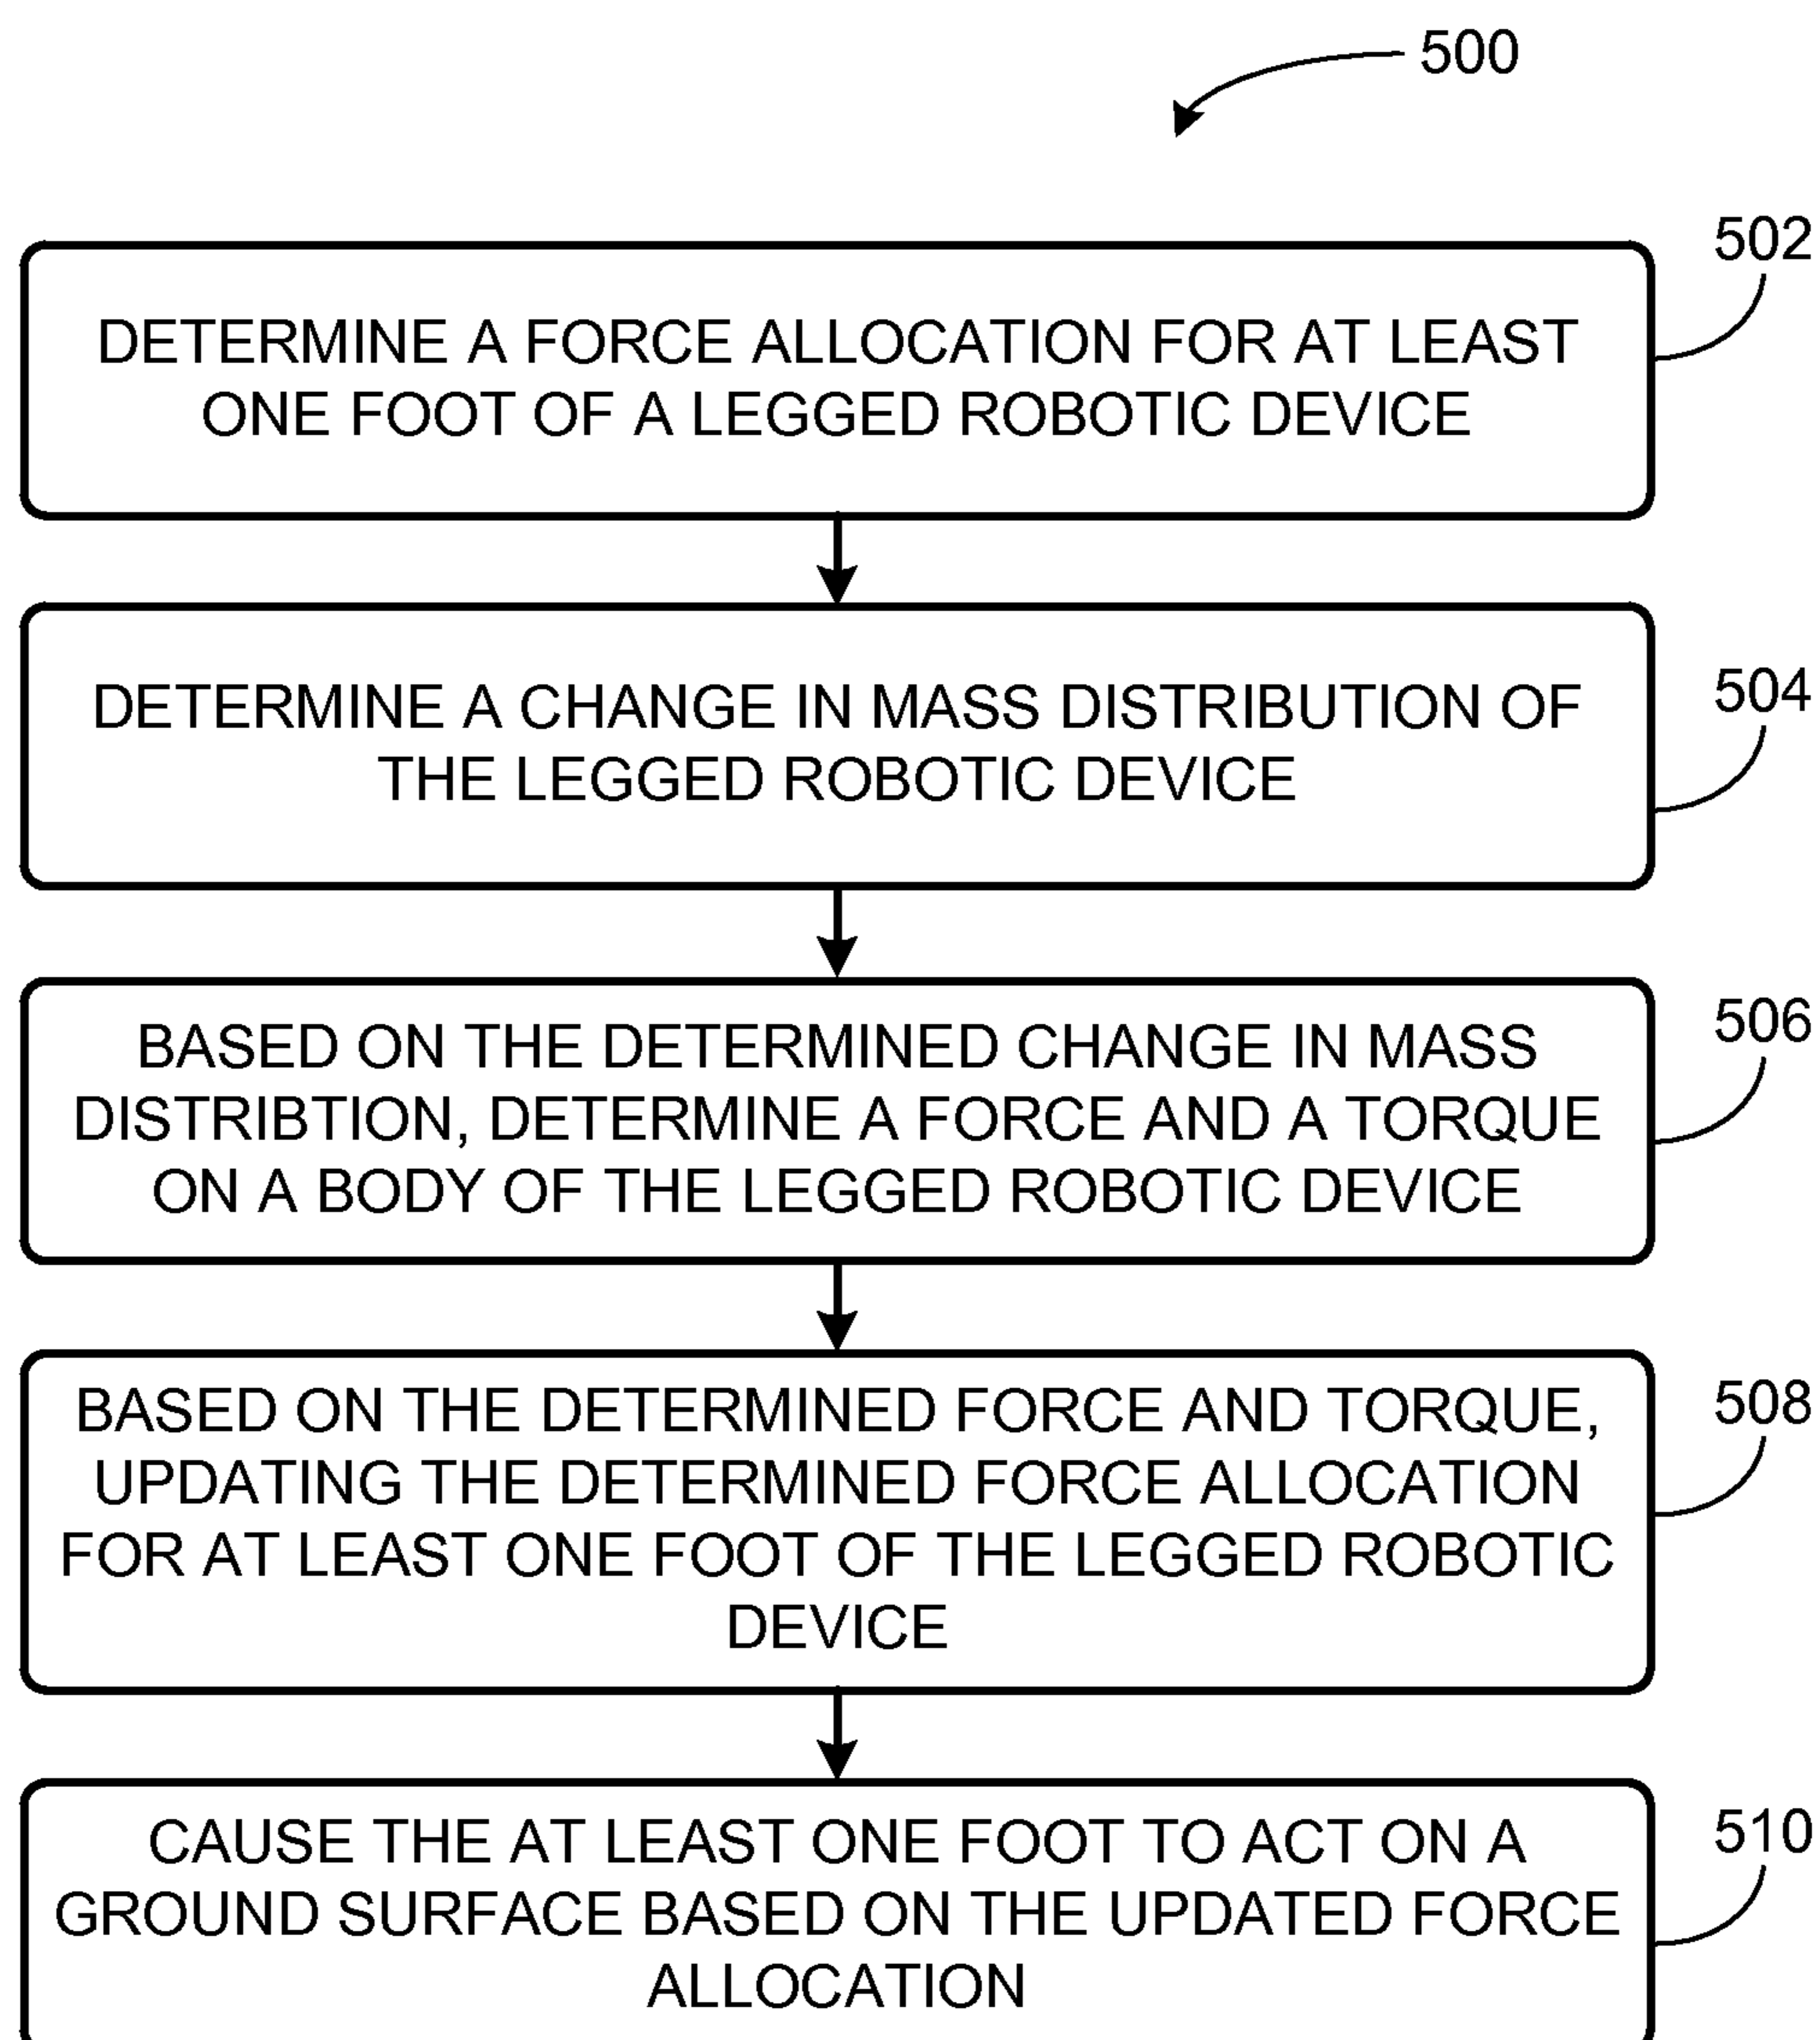 500
502
DETERMINE A FORCE ALLOCATION FOR AT LEAST
ONE FOOT OF A LEGGED ROBOTIC DEVICE
504
DETERMINE A CHANGE IN MASS DISTRIBUTION OF
THE LEGGED ROBOTIC DEVICE
506
BASED ON THE DETERMINED CHANGE IN MASS
DISTRIBTION, DETERMINE A FORCE AND A TORQUE
ON A BODY OF THE LEGGED ROBOTIC DEVICE
508
BASED ON THE DETERMINED FORCE AND TORQUE,
UPDATING THE DETERMINED FORCE ALLOCATION
FOR AT LEAST ONE FOOT OF THE LEGGED ROBOTIC
DEVICE
510
CAUSE THE AT LEAST ONE FOOT TO ACT ON A
GROUND SURFACE BASED ON THE UPDATED FORCE
ALLOCATION